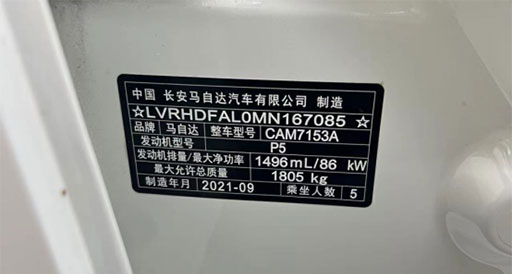 中国 长安马自达汽车有限公司 制造
☆LVRHDFAL0MN167085☆
品牌 马自达 整车型号 CAM7153A
发动机型号 P5
发动机排量/最大净功率 1496mL/86 kW
最大允许总质量 1805 kg
制造年月 2021-09 乘坐人数 5